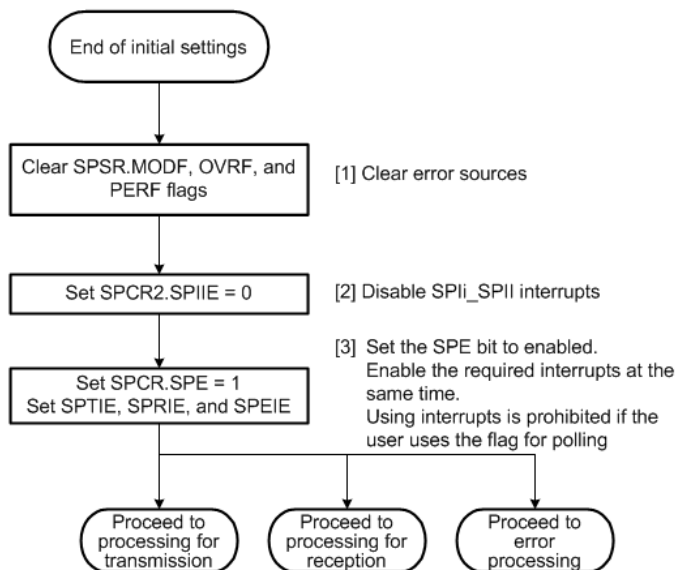 End of initial settings
Clear SPSR.MODF, OVRF, and
PERF flags
[1] Clear error sources
Set SPCR2.SPIIE = 0
[2] Disable SPIi_SPII interrupts
Set SPCR.SPE = 1
Set SPTIE, SPRIE, and SPEIE
[3] Set the SPE bit to enabled.
Enable the required interrupts at the
same time.
Using interrupts is prohibited if the
user uses the flag for polling
Proceed to
processing for
transmission
Proceed to
processing for
reception
Proceed to
error
processing